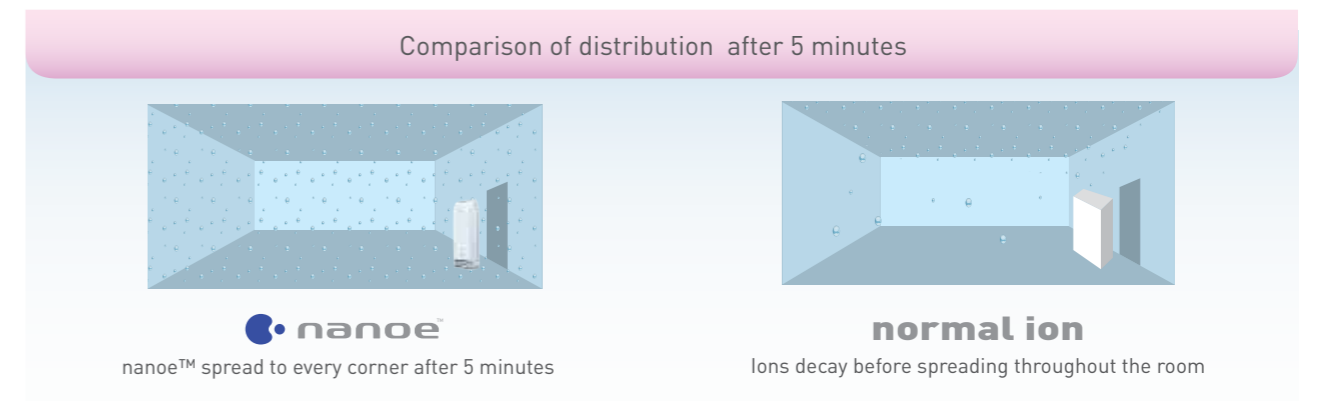 Comparison of distribution after 5 minutes
nanoe™
normal ion
nanoe™ spread to every corner after 5 minutes
Ions decay before spreading throughout the room